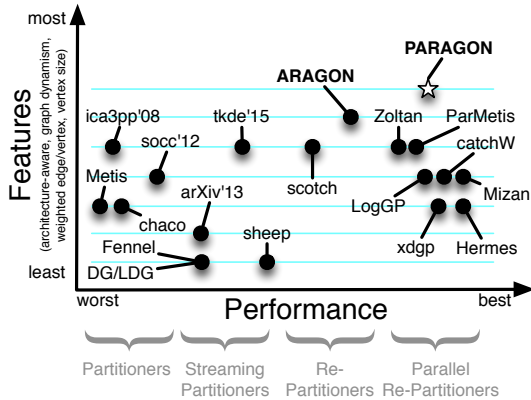 most
PARAGON
ARAGON
ica3pp'08
tkde'15
Zoltan
ParMetis
socc'12
catchW
Metis
arXiv'13
scotch
LogGP
Mizan
chaco
Fennel
sheep
xdgp
Hermes
DG/LDG
least
Features
(architecture-aware, graph dynamism,
weighted edge/vertex, vertex size)
worst
Performance
best
Partitioners
Streaming
Partitioners
Re-
Partitioners
Parallel
Re-Partitioners